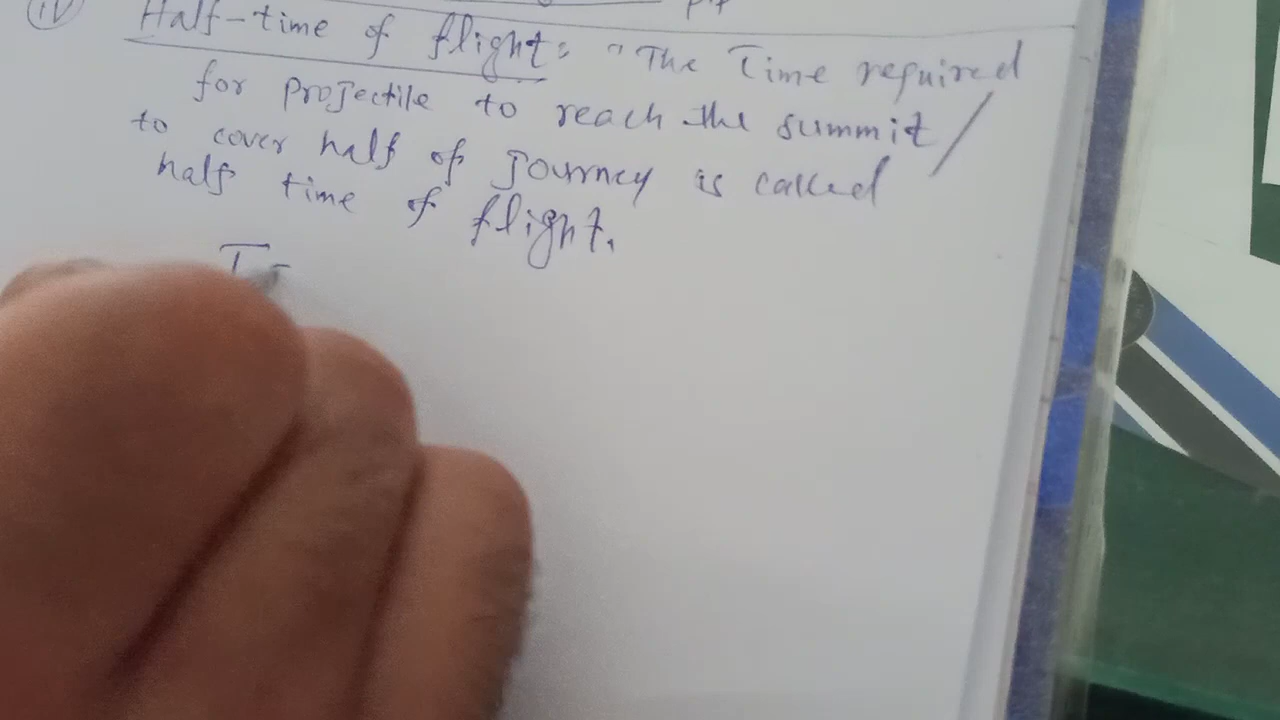 iv) Half-time of flight: "The Time required
for projectile to reach the summit/
to cover half of journey is called
half time of flight.
T =